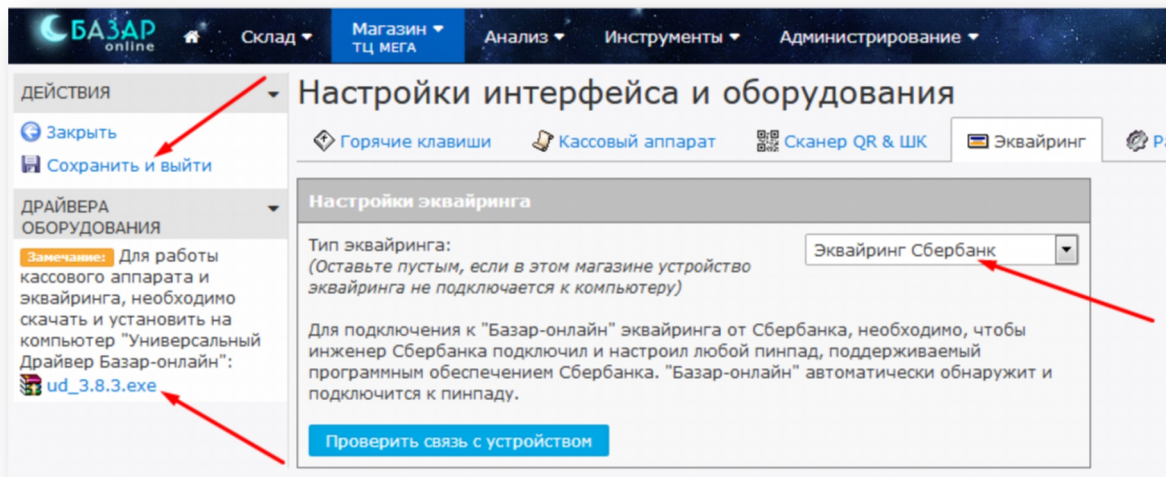 БАЗАР
online
Склад
Магазин
ТЦ МЕГА
Анализ
Инструменты
Администрирование
ДЕЙСТВИЯ
Закрыть
Сохранить и выйти
ДРАЙВЕРА
ОБОРУДОВАНИЯ
Замечание: Для работы
кассового аппарата и
эквайринга, необходимо
скачать и установить на
компьютер "Универсальный
Драйвер Базар-онлайн":
ud_3.8.3.exe
Настройки интерфейса и оборудования
Горячие клавиши
Кассовый аппарат
Сканер QR & ШК
Эквайринг
Настройки эквайринга
Тип эквайринга:
(Оставьте пустым, если в этом магазине устройство
эквайринга не подключается к компьютеру)
Эквайринг Сбербанк
Для подключения к "Базар-онлайн" эквайринга от Сбербанка, необходимо, чтобы
инженер Сбербанка подключил и настроил любой пинпад, поддерживаемый
программным обеспечением Сбербанка. "Базар-онлайн" автоматически обнаружит и
подключится к пинпаду.
Проверить связь с устройством